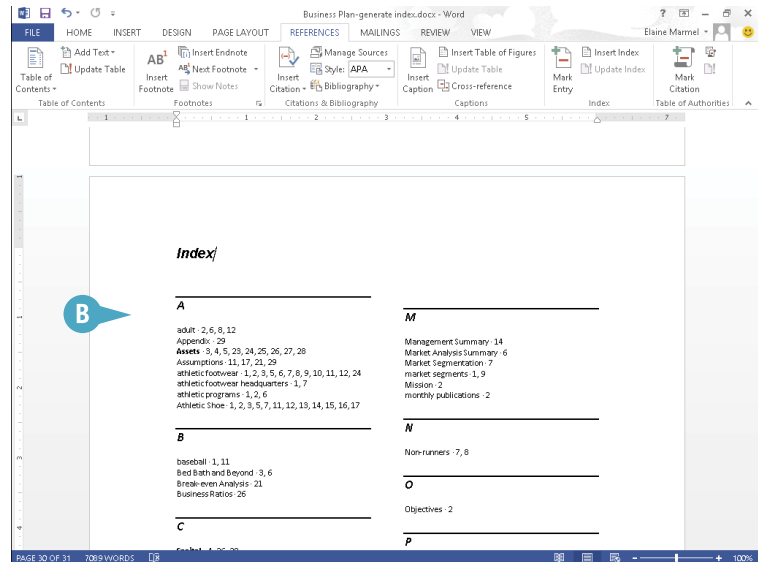 Business Plan-generate index.docx - Word
FILE HOME INSERT DESIGN PAGE LAYOUT REFERENCES MAILINGS REVIEW VIEW Elaine Marmel
Table of Contents
Add Text
Update Table
Table of Contents
AB1
Insert Footnote
Insert Endnote
Next Footnote
Show Notes
Footnotes
Insert Citation
Manage Sources
Style: APA
Bibliography
Citations & Bibliography
Insert Caption
Insert Table of Figures
Update Table
Cross-reference
Captions
Mark Entry
Insert Index
Update Index
Index
Mark Citation
Table of Authorities
1 1 2 3 4 5 7
Index
B
A
adult · 2, 6, 8, 12
Appendix · 29
Assets · 3, 4, 5, 23, 24, 25, 26, 27, 28
Assumptions · 11, 17, 21, 29
athletic footwear · 1, 2, 3, 5, 6, 7, 8, 9, 10, 11, 12, 24
athletic footwear headquarters · 1, 7
athletic programs · 1, 2, 6
Athletic Shoe · 1, 2, 3, 5, 7, 11, 12, 13, 14, 15, 16, 17
B
baseball · 1, 11
Bed Bath and Beyond · 3, 6
Break-even Analysis · 21
Business Ratios · 26
C
M
Management Summary · 14
Market Analysis Summary · 6
Market Segmentation · 7
market segments · 1, 9
Mission · 2
monthly publications · 2
N
Non-runners · 7, 8
O
Objectives · 2
P
PAGE 30 OF 31 7089 WORDS 100%